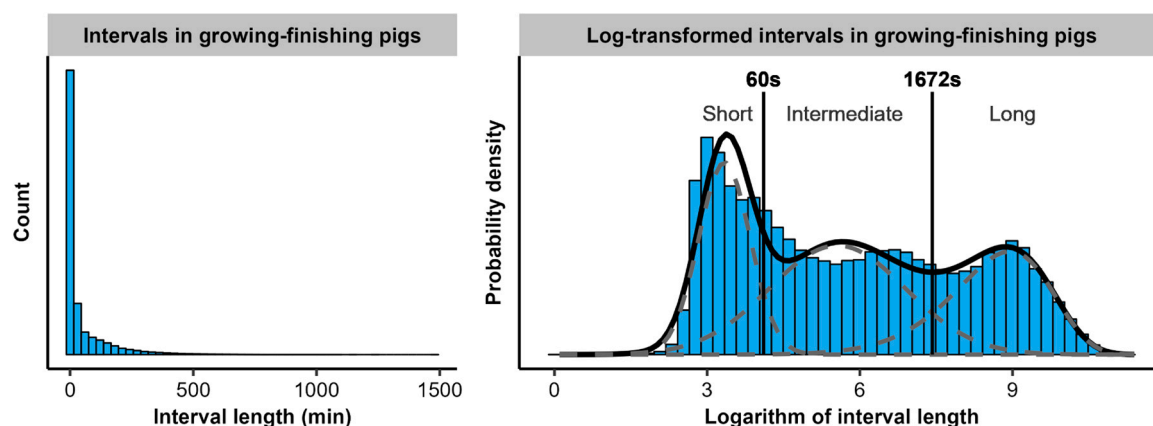 Intervals in growing-finishing pigs
Count
0 500 1000 1500
Interval length (min)
Log-transformed intervals in growing-finishing pigs
60s 1672s
Short Intermediate Long
Probability density
0 3 6 9
Logarithm of interval length